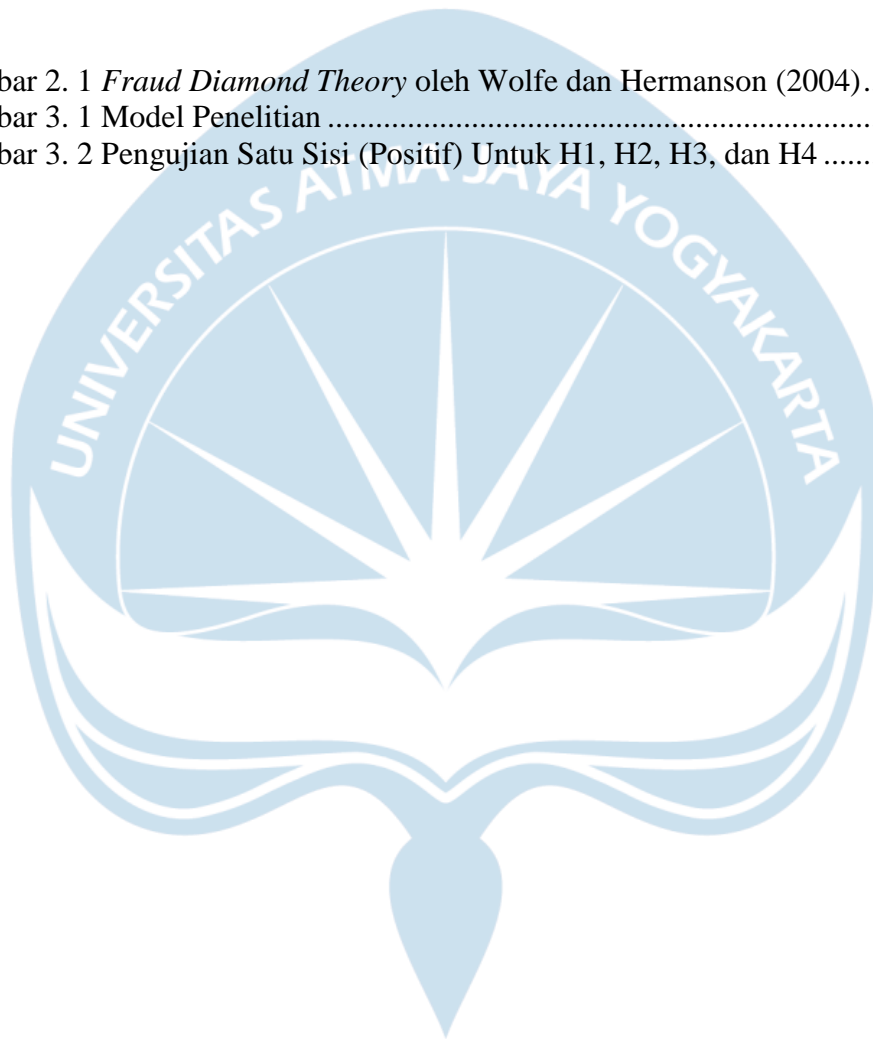 bar 2. 1 Fraud Diamond Theory oleh Wolfe dan Hermanson (2004).
bar 3. 1 Model Penelitian ....................................................................
bar 3. 2 Pengujian Satu Sisi (Positif) Untuk H1, H2, H3, dan H4 ......
UNIVERSITAS ATMA JAYA YOGYAKARTA